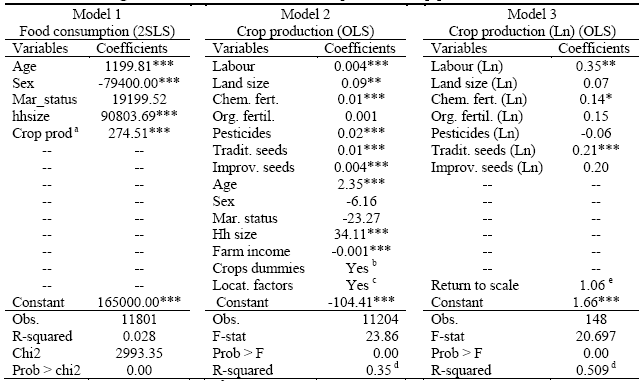 Model 1 Model 2 Model 3
Food consumption (2SLS) Crop production (OLS) Crop production (Ln) (OLS)
Variables Coefficients Variables Coefficients Variables Coefficients
Age 1199.81*** Labour 0.004*** Labour (Ln) 0.35**
Sex -79400.00*** Land size 0.09** Land size (Ln) 0.07
Mar_status 19199.52 Chem. fert. 0.01*** Chem. fert. (Ln) 0.14*
hhsize 90803.69*** Org. fertil. 0.001 Org. fertil. (Ln) 0.15
Crop prod a 274.51*** Pesticides 0.02*** Pesticides (Ln) -0.06
-- -- Tradit. seeds 0.01*** Tradit. seeds (Ln) 0.21***
-- -- Improv. seeds 0.004*** Improv. seeds (Ln) 0.20
-- -- Age 2.35*** -- --
-- -- Sex -6.16 -- --
-- -- Mar. status -23.27 -- --
-- -- Hh size 34.11*** -- --
-- -- Farm income -0.001*** -- --
-- -- Crops dummies Yes b -- --
-- -- Locat. factors Yes c Return to scale 1.06 e
Constant 165000.00*** Constant -104.41*** Constant 1.66***
Obs. 11801 Obs. 11204 Obs. 148
R-squared 0.028 F-stat 23.86 F-stat 20.697
Chi2 2993.35 Prob > F 0.00 Prob > F 0.00
Prob > chi2 0.00 R-squared 0.35 d R-squared 0.509 d